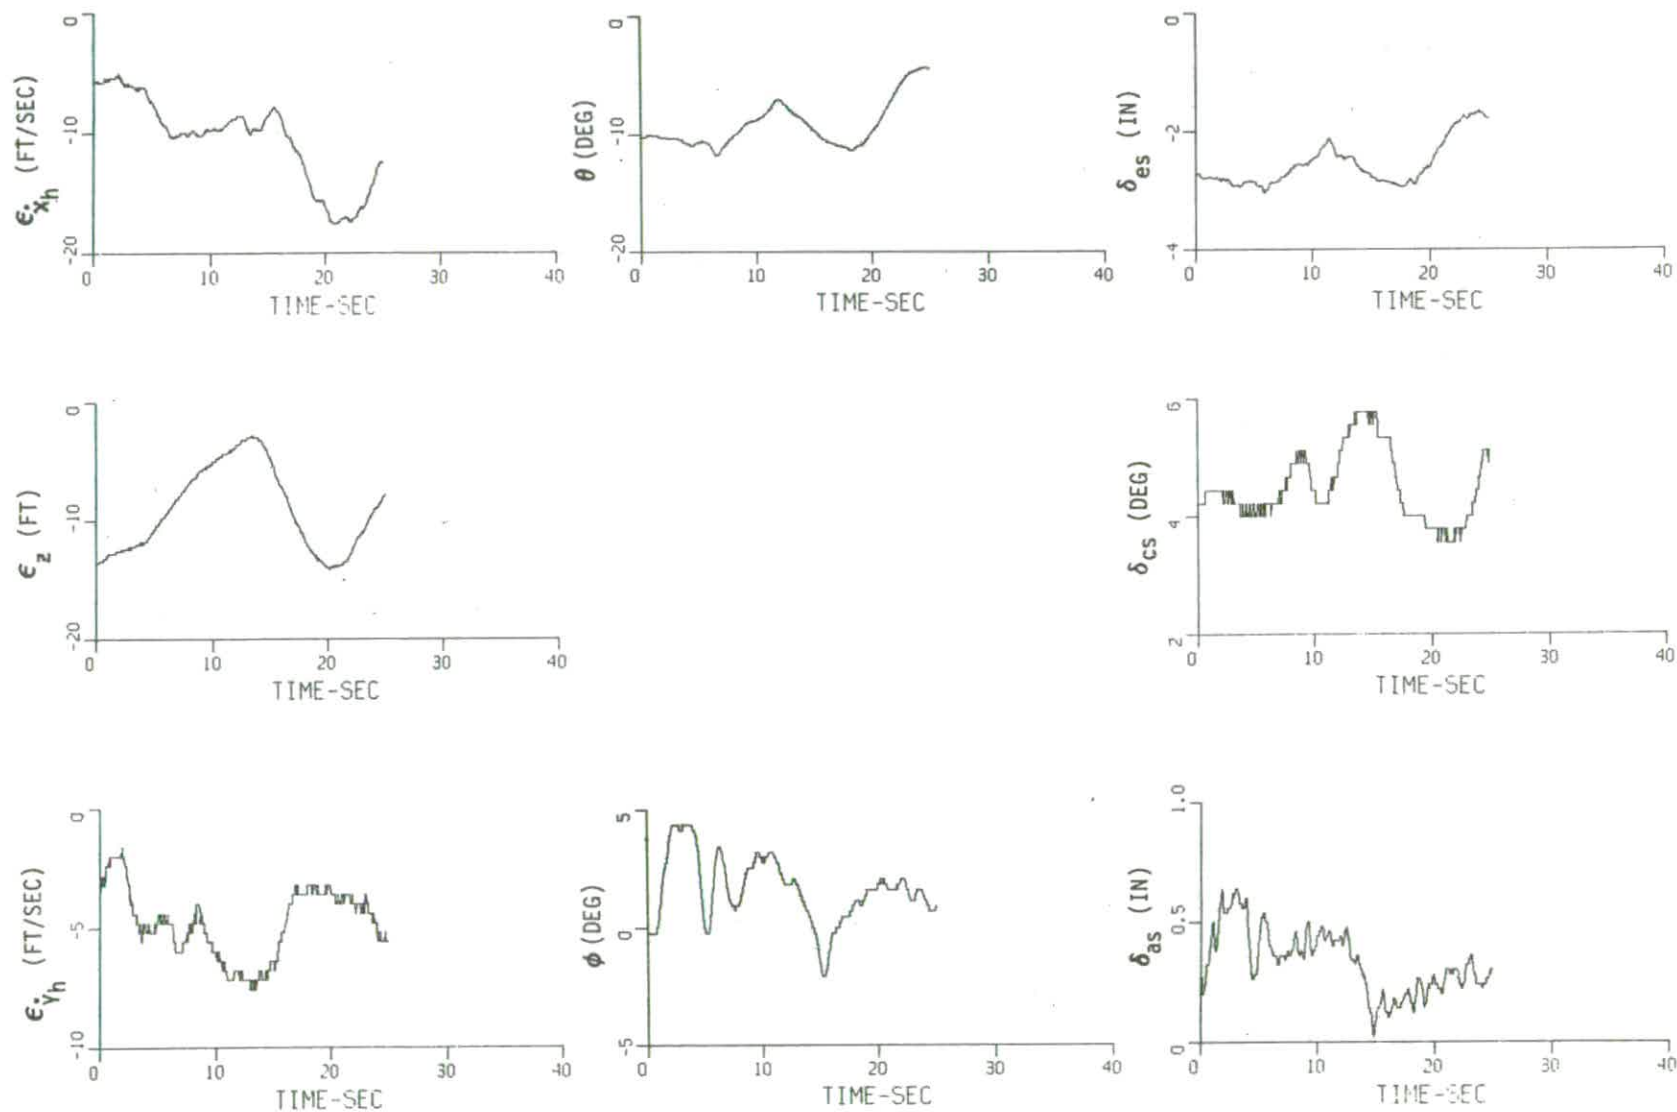 ϵẋh (FT/SEC)
0
-10
-20
0 10 20 30 40
TIME-SEC
θ (DEG)
0
-10
-20
0 10 20 30 40
TIME-SEC
δes (IN)
0
-2
-4
0 10 20 30 40
TIME-SEC
ϵz (FT)
0
-10
-20
0 10 20 30 40
TIME-SEC
δcs (DEG)
6
4
2
0 10 20 30 40
TIME-SEC
ϵẎh (FT/SEC)
0
-5
-10
0 10 20 30 40
TIME-SEC
ϕ (DEG)
5
0
-5
0 10 20 30 40
TIME-SEC
δas (IN)
1.0
0.5
0
0 10 20 30 40
TIME-SEC